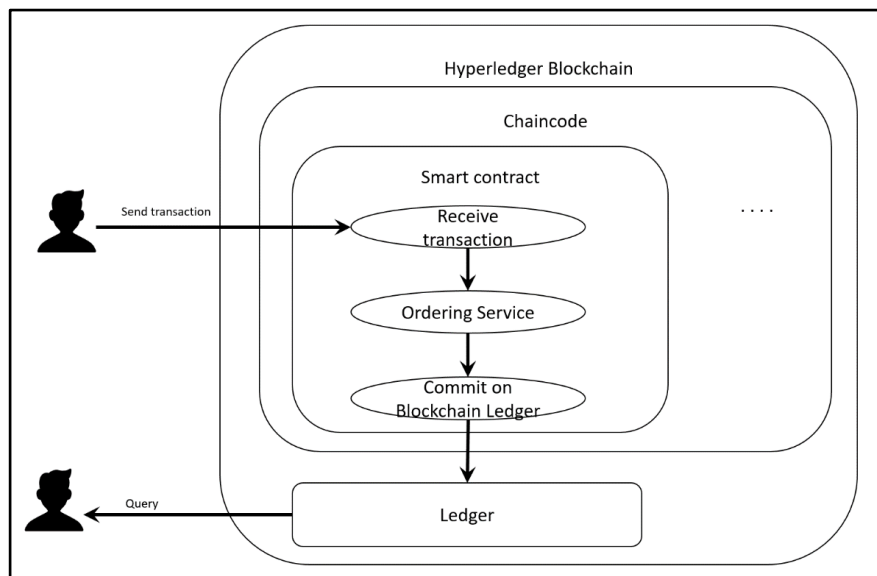 Hyperledger Blockchain
Chaincode
Smart contract
Send transaction
Receive
transaction
. . . .
Ordering Service
Commit on
Blockchain Ledger
Query
Ledger